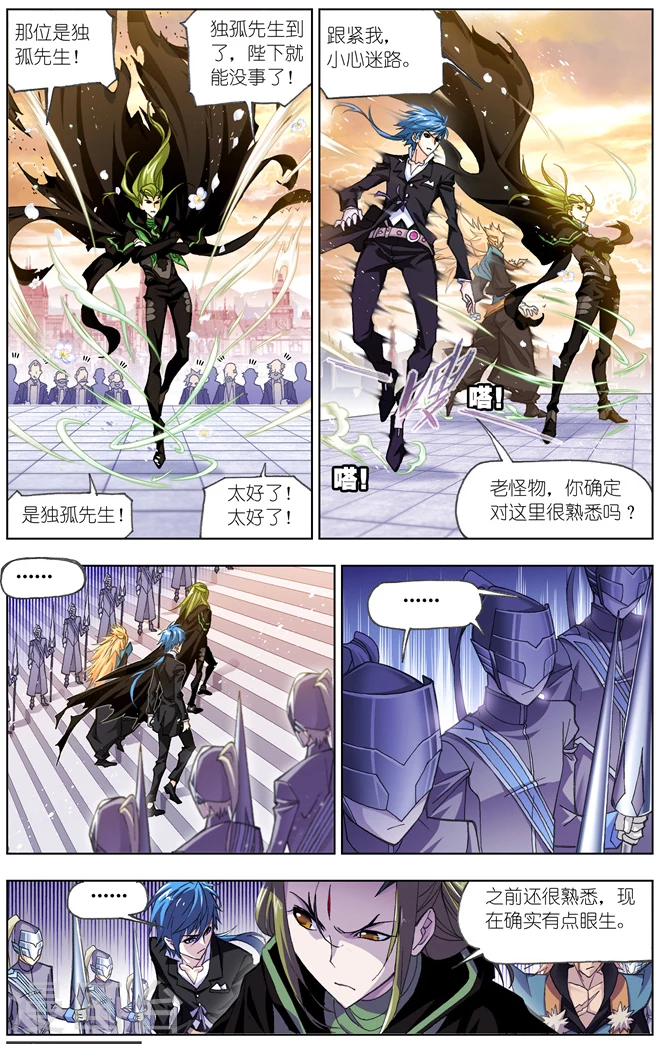 那位是独
孤先生！
独孤先生到
了，陛下就
能没事了！
是独孤先生！
太好了！
太好了！
跟紧我，
小心迷路。
嗒！
嗒！
老怪物，你确定
对这里很熟悉吗？
……
……
……
之前还很熟悉，现
在确实有点眼生。